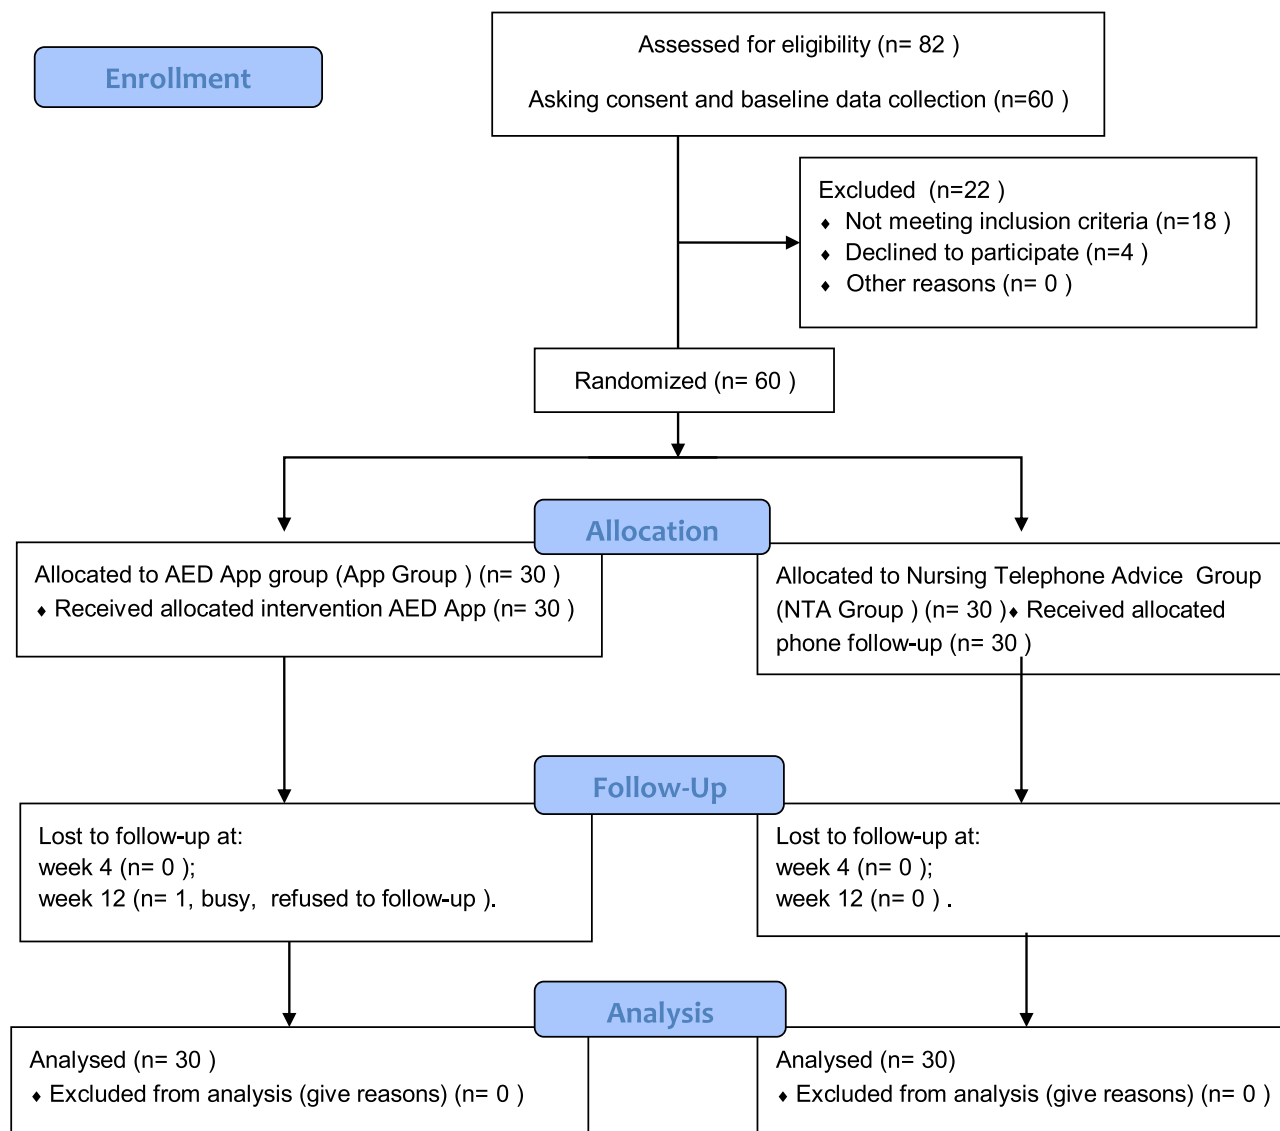 Enrollment
Assessed for eligibility (n= 82 )
Asking consent and baseline data collection (n=60 )
Excluded (n=22 )
♦ Not meeting inclusion criteria (n=18 )
♦ Declined to participate (n=4 )
♦ Other reasons (n= 0 )
Randomized (n= 60 )
Allocation
Allocated to AED App group (App Group ) (n= 30 )
♦ Received allocated intervention AED App (n= 30 )
Allocated to Nursing Telephone Advice Group
(NTA Group ) (n= 30 )♦ Received allocated
phone follow-up (n= 30 )
Follow-Up
Lost to follow-up at:
week 4 (n= 0 );
week 12 (n= 1, busy, refused to follow-up ).
Lost to follow-up at:
week 4 (n= 0 );
week 12 (n= 0 ) .
Analysis
Analysed (n= 30 )
♦ Excluded from analysis (give reasons) (n= 0 )
Analysed (n= 30)
♦ Excluded from analysis (give reasons) (n= 0 )